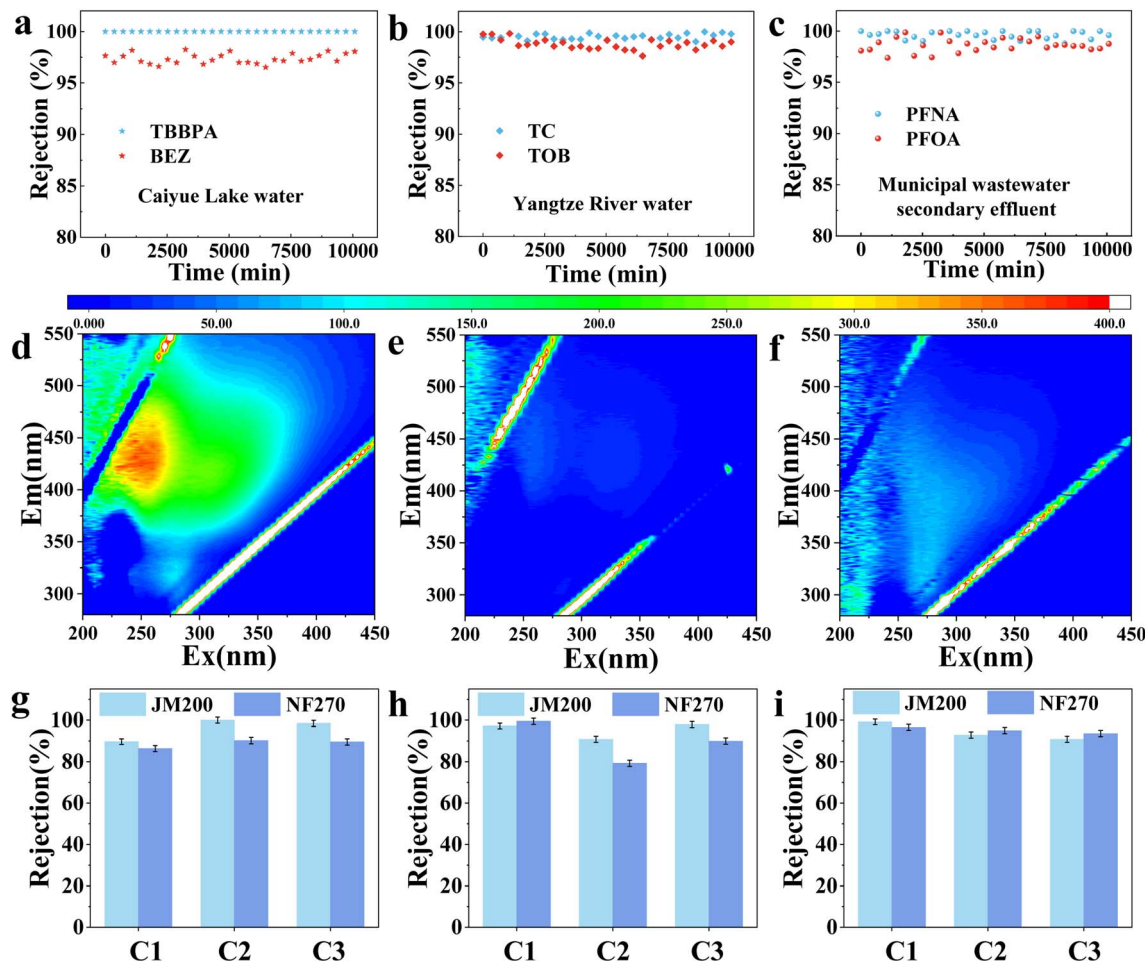 a
b
c
100
95
90
85
80
Rejection (%)
TBBPA
BEZ
Caiyue Lake water
0 2500 5000 7500 10000
Time (min)
100
95
90
85
80
Rejection (%)
TC
TOB
Yangtze River water
0 2500 5000 7500 10000
Time (min)
100
95
90
85
80
Rejection (%)
PFNA
PFOA
Municipal wastewater
secondary effluent
0 2500 5000 7500 10000
Time (min)
0.000 50.00 100.0 150.0 200.0 250.0 300.0 350.0 400.0
d
550
500
450
400
350
300
Em(nm)
200 250 300 350 400 450
Ex(nm)
e
550
500
450
400
350
300
Em(nm)
200 250 300 350 400 450
Ex(nm)
f
550
500
450
400
350
300
Em(nm)
200 250 300 350 400 450
Ex(nm)
g
JM200 NF270
100
80
60
40
20
0
Rejection(%)
C1 C2 C3
h
JM200 NF270
100
80
60
40
20
0
Rejection(%)
C1 C2 C3
i
JM200 NF270
100
80
60
40
20
0
Rejection(%)
C1 C2 C3